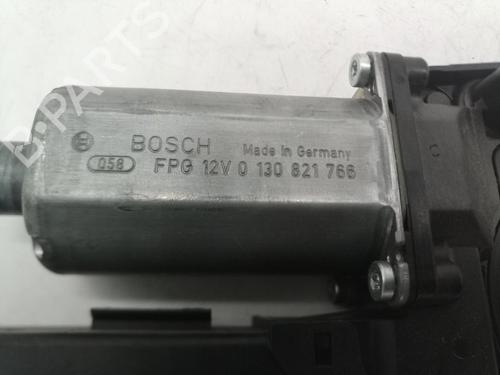 B-PARTS
BOSCH Made in Germany
058 FPG 12V 0 130 821 766